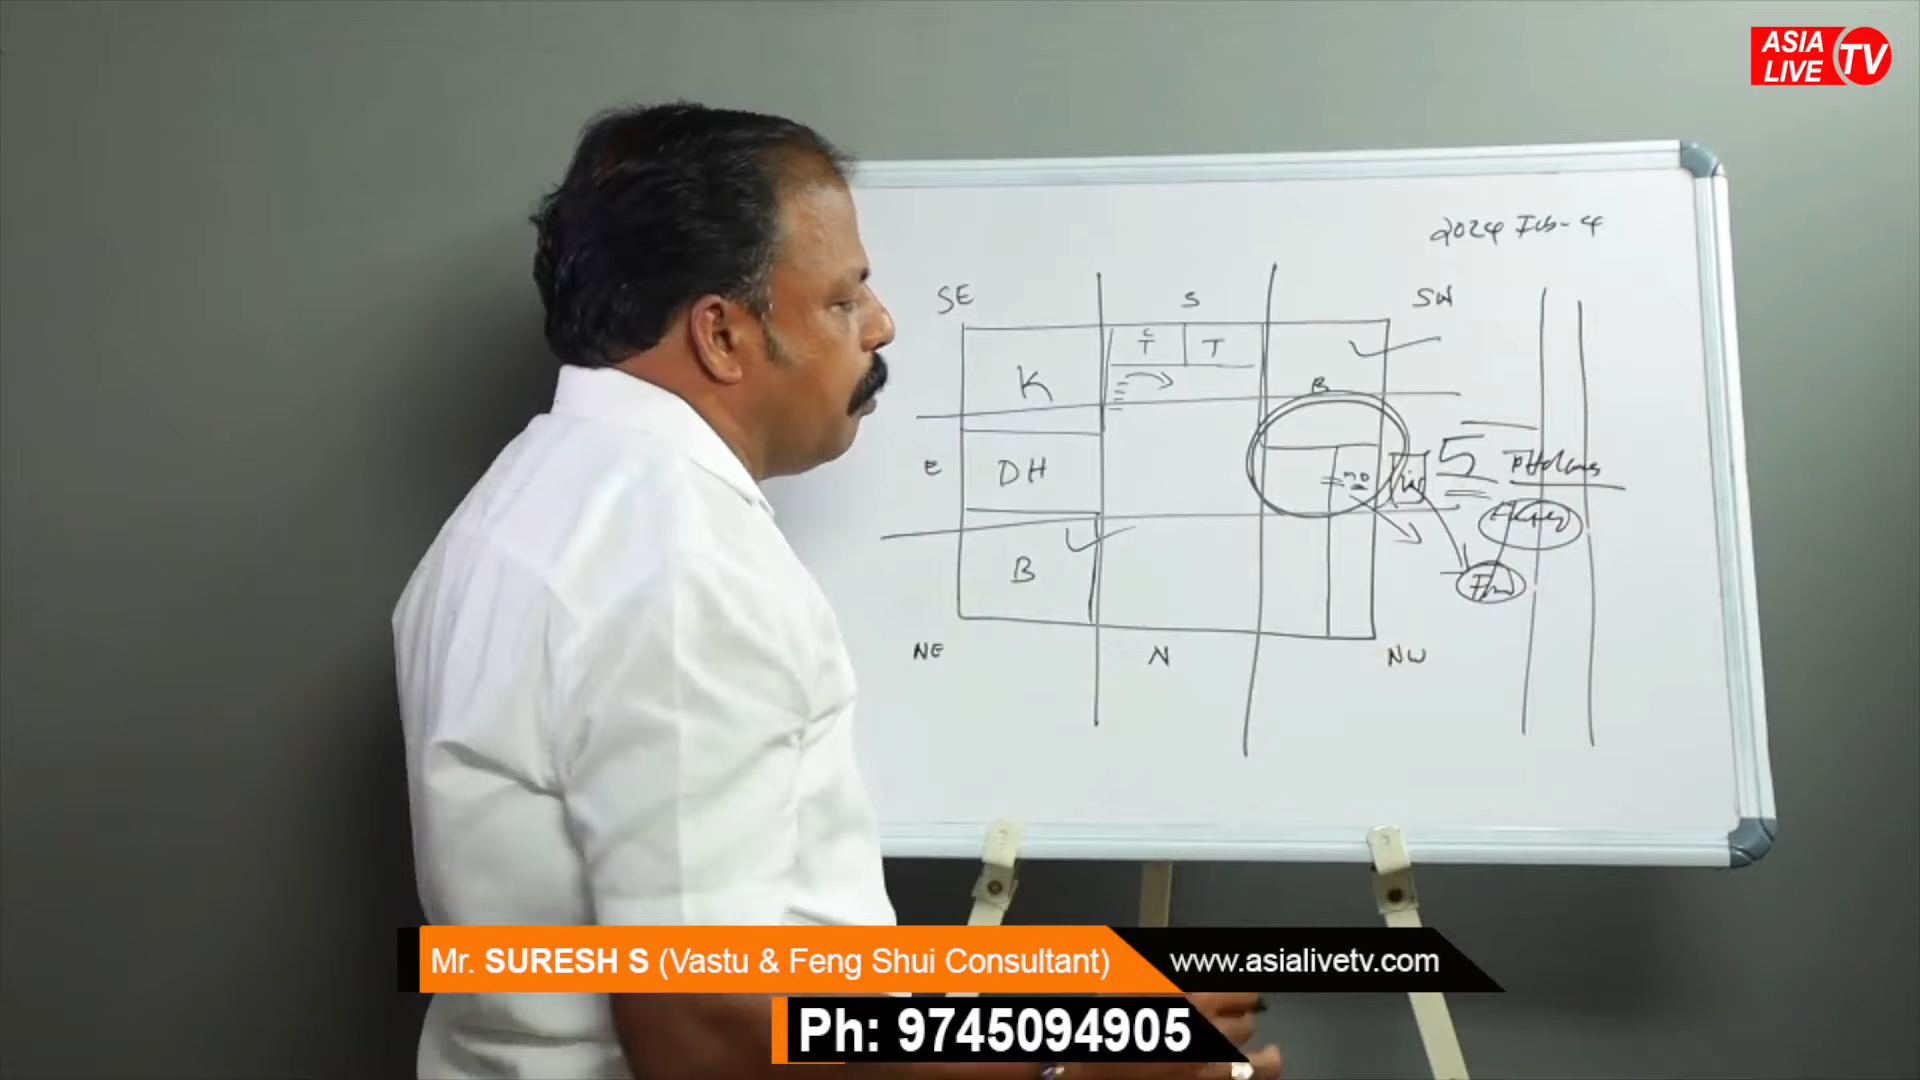 ASIA
LIVE TV
2024 Feb - 4
SE S SW
C
T T
K
B
E DH 5
B
NE N NW
Mr. SURESH S (Vastu & Feng Shui Consultant) www.asialivetv.com
Ph: 9745094905